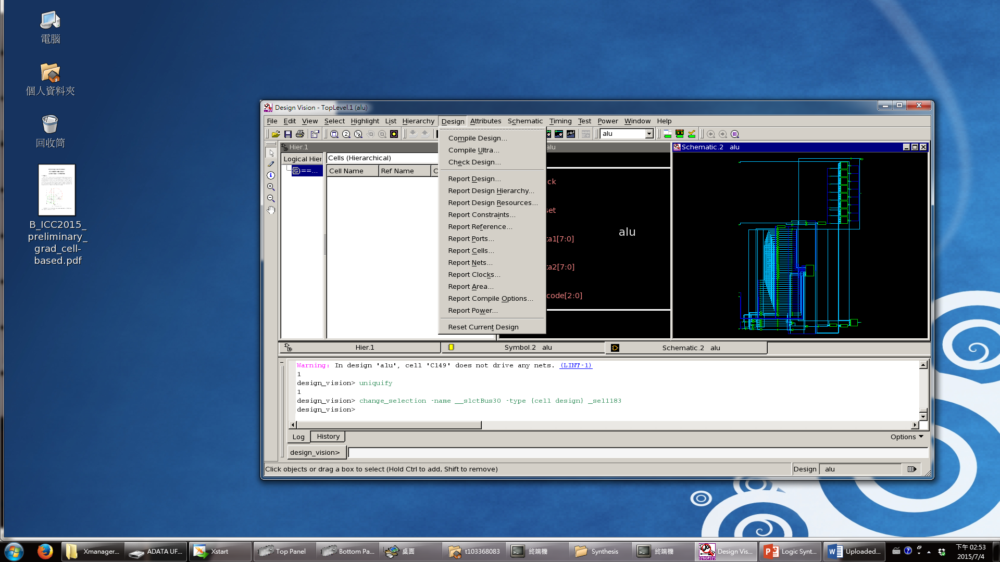 電腦
個人資料夾
回收筒
B_ICC2015_
preliminary_
grad_cell-
based.pdf
Design Vision - TopLevel.1 (alu)
File Edit View Select Highlight List Hierarchy Design Attributes Schematic Timing Test Power Window Help
alu
Hier.1
Logical Hier
==...
Cells (Hierarchical)
Cell Name Ref Name C
Compile Design...
Compile Ultra...
Check Design...
Report Design...
Report Design Hierarchy...
Report Design Resources...
Report Constraints...
Report Reference...
Report Ports...
Report Cells...
Report Nets...
Report Clocks...
Report Area...
Report Compile Options...
Report Power...
Reset Current Design
alu
ck
set
ta1[7:0]
ta2[7:0]
code[2:0]
alu
Schematic.2 alu
Hier.1
Symbol.2 alu
Schematic.2 alu
Warning: In design 'alu', cell 'C149' does not drive any nets. (LINT-1)
1
design_vision> uniquify
1
design_vision> change_selection -name __slctBus30 -type {cell design} _sel1183
design_vision>
Log History
Options
design_vision>
Click objects or drag a box to select (Hold Ctrl to add, Shift to remove)
Design alu
Xmanager...
ADATA UF...
Xstart
Top Panel
Bottom Pa...
桌面
t103368083
終端機
Synthesis
終端機
Design Vis...
Logic Synt...
Uploaded...
下午 02:53
2015/7/4